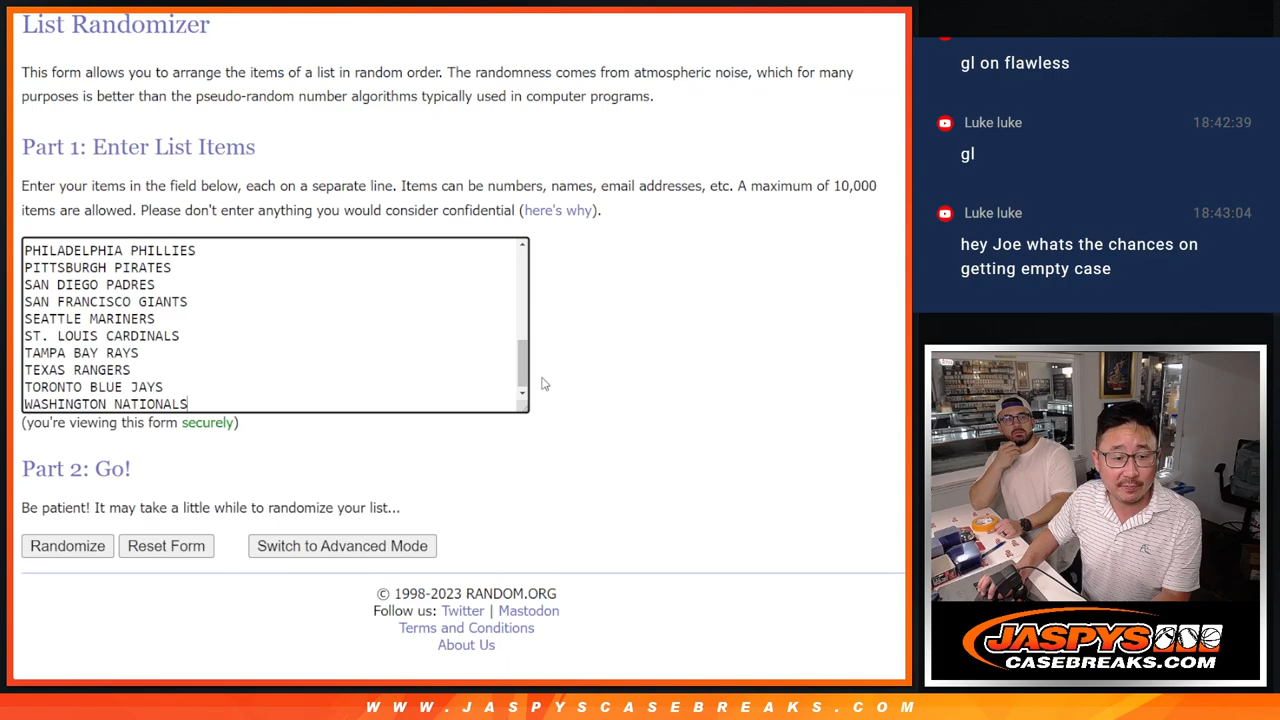 List Randomizer
This form allows you to arrange the items of a list in random order. The randomness comes from atmospheric noise, which for many
purposes is better than the pseudo-random number algorithms typically used in computer programs.
Part 1: Enter List Items
Enter your items in the field below, each on a separate line. Items can be numbers, names, email addresses, etc. A maximum of 10,000
items are allowed. Please don't enter anything you would consider confidential (here's why).
PHILADELPHIA PHILLIES
PITTSBURGH PIRATES
SAN DIEGO PADRES
SAN FRANCISCO GIANTS
SEATTLE MARINERS
ST. LOUIS CARDINALS
TAMPA BAY RAYS
TEXAS RANGERS
TORONTO BLUE JAYS
WASHINGTON NATIONALS
(you're viewing this form securely)
Part 2: Go!
Be patient! It may take a little while to randomize your list...
Randomize Reset Form Switch to Advanced Mode
© 1998-2023 RANDOM.ORG
Follow us: Twitter | Mastodon
Terms and Conditions
About Us
gl on flawless
Luke luke 18:42:39
gl
Luke luke 18:43:04
hey Joe whats the chances on
getting empty case
JASPYS
CASEBREAKS.COM
WWW.JASPYSCASEBREAKS.COM